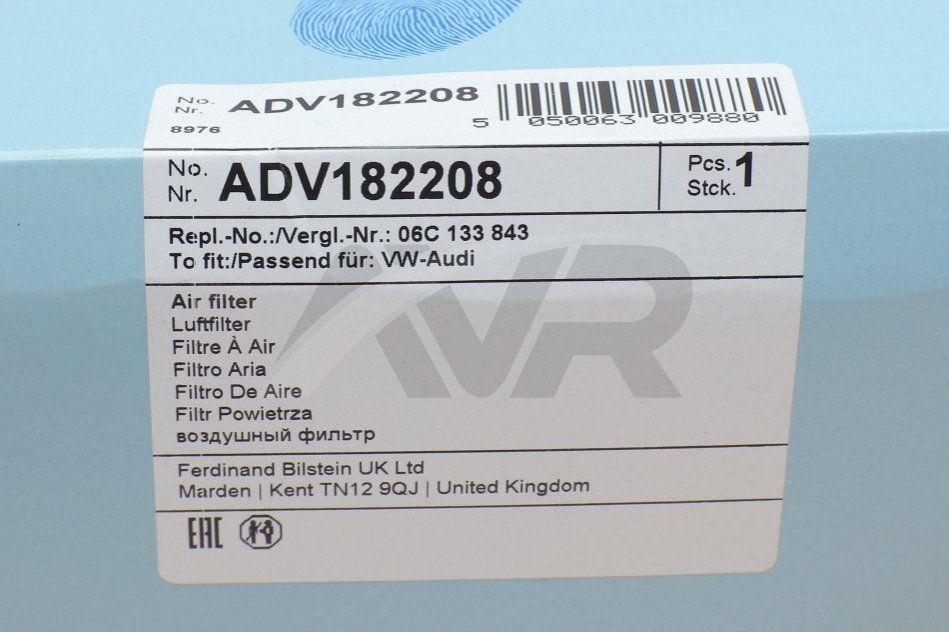 No.
Nr. ADV182208
8976
5 050063 009880
No.
Nr. ADV182208
Pcs.
Stck. 1
Repl.-No.:/Vergl.-Nr.: 06C 133 843
To fit:/Passend für: VW-Audi
Air filter
Luftfilter
Filtre À Air
Filtro Aria
Filtro De Aire
Filtr Powietrza
воздушный фильтр
Ferdinand Bilstein UK Ltd
Marden | Kent TN12 9QJ | United Kingdom
EAC
AVR